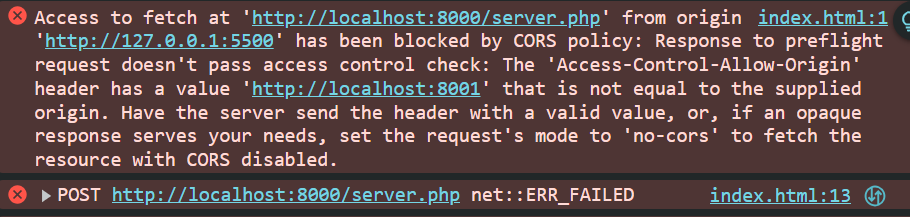 Access to fetch at 'http://localhost:8000/server.php' from origin index.html:1
'http://127.0.0.1:5500' has been blocked by CORS policy: Response to preflight
request doesn't pass access control check: The 'Access-Control-Allow-Origin'
header has a value 'http://localhost:8001' that is not equal to the supplied
origin. Have the server send the header with a valid value, or, if an opaque
response serves your needs, set the request's mode to 'no-cors' to fetch the
resource with CORS disabled.
POST http://localhost:8000/server.php net::ERR_FAILED index.html:13